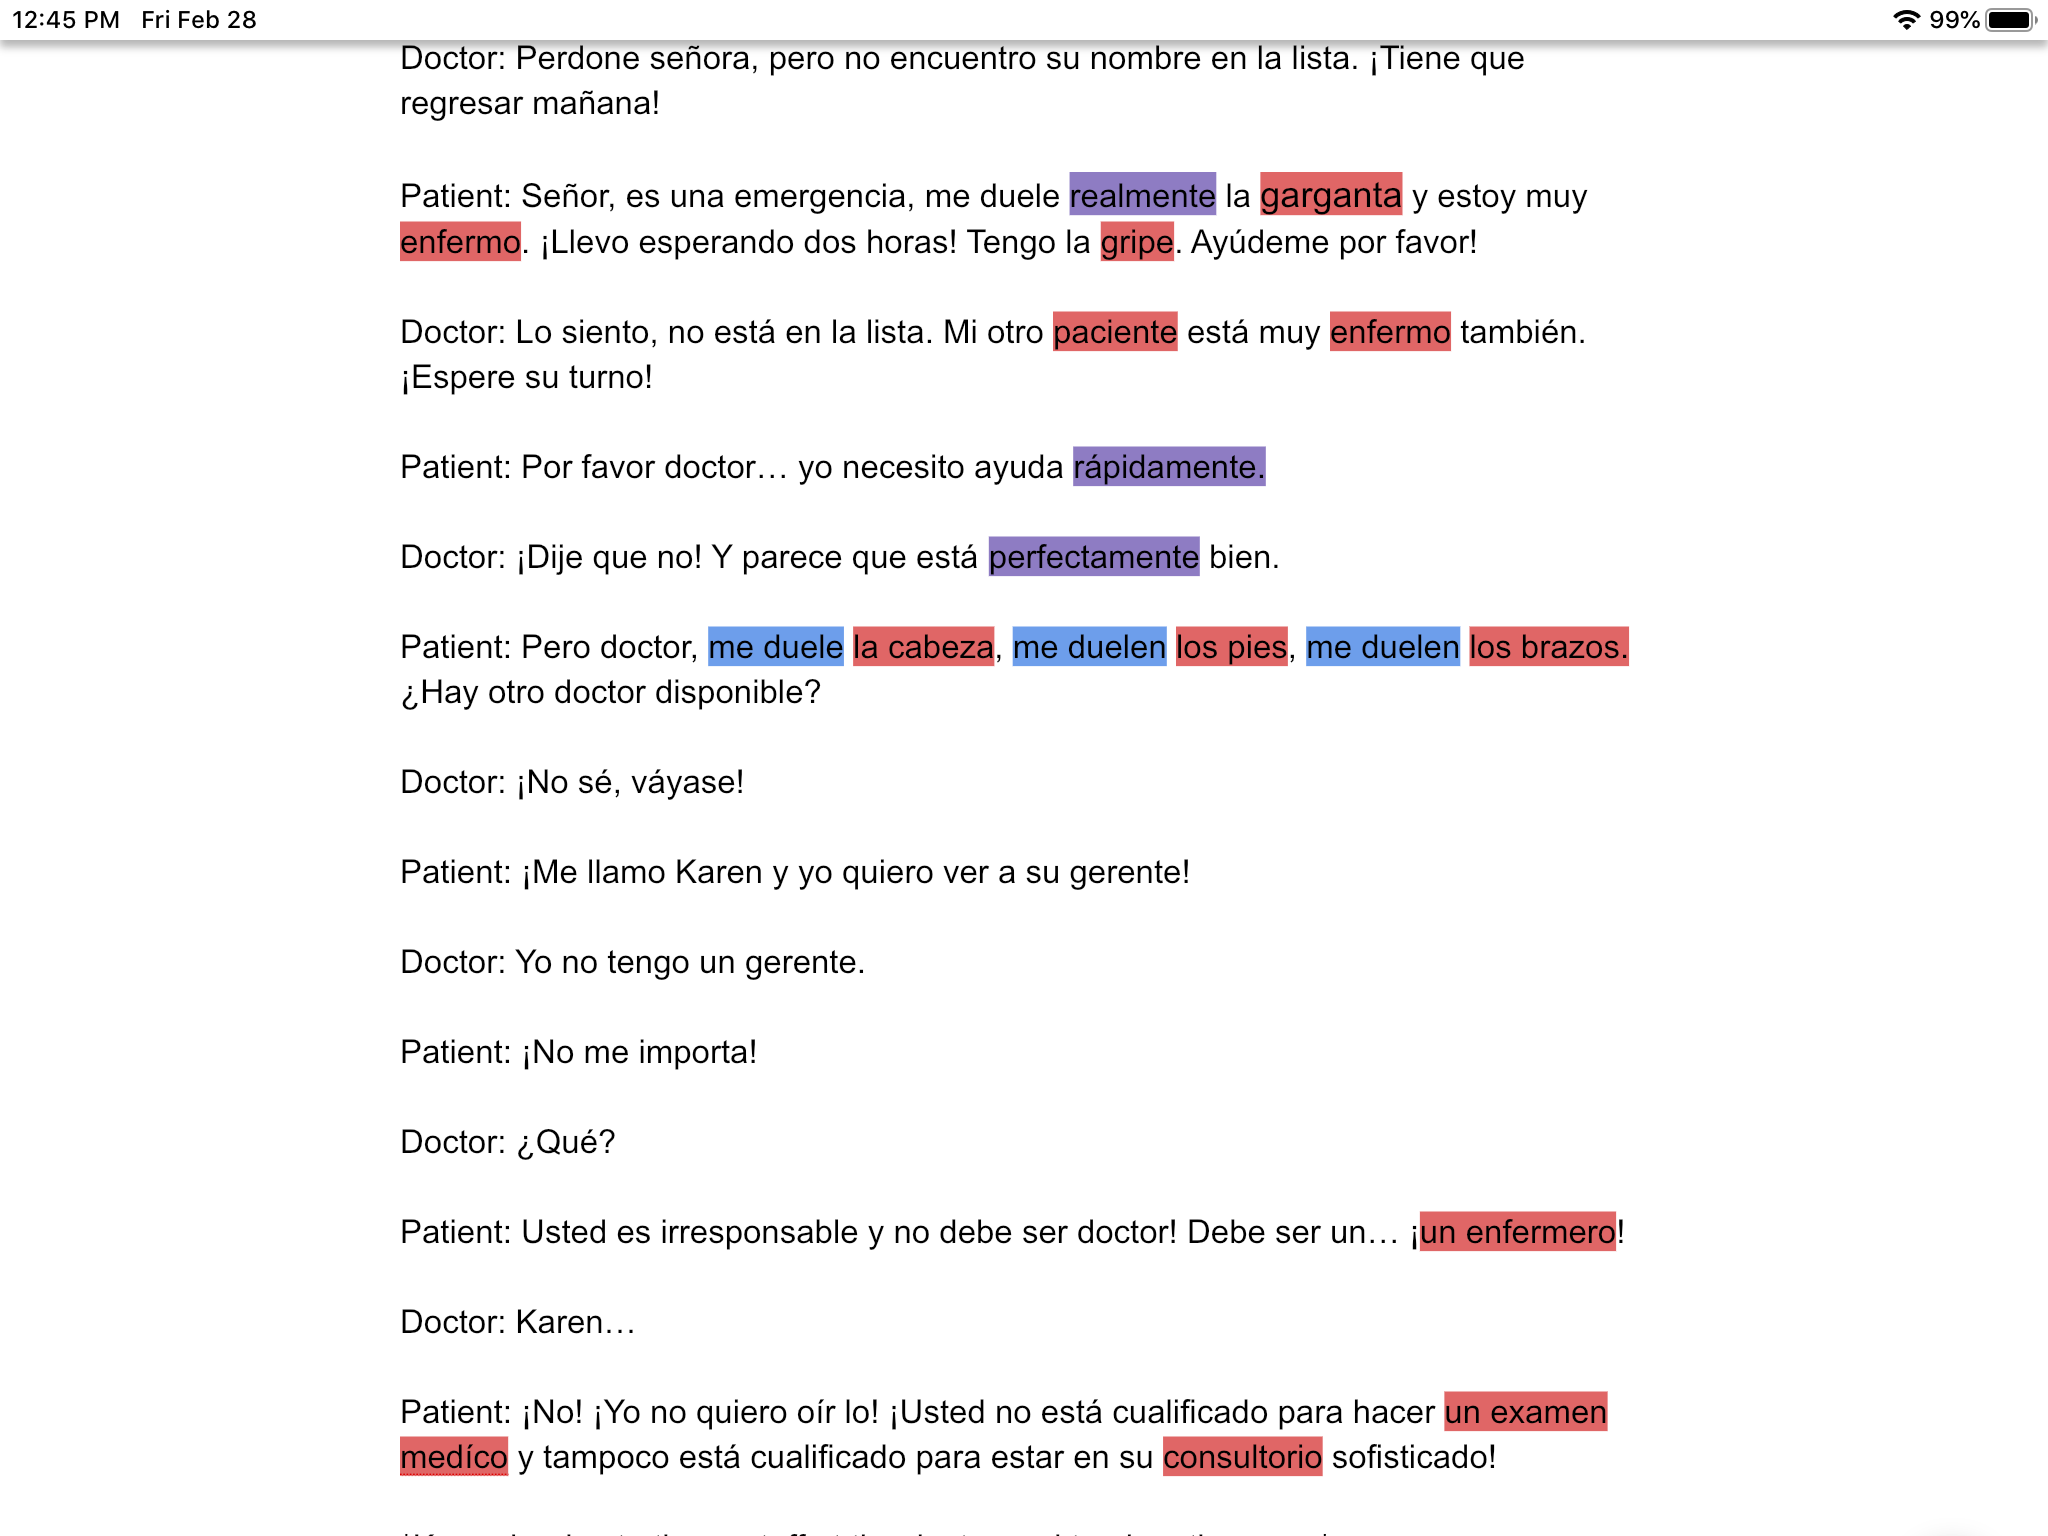 12:45 PM Fri Feb 28 99%
Doctor: Perdone señora, pero no encuentro su nombre en la lista. ¡Tiene que
regresar mañana!
Patient: Señor, es una emergencia, me duele realmente la garganta y estoy muy
enfermo. ¡Llevo esperando dos horas! Tengo la gripe. Ayúdeme por favor!
Doctor: Lo siento, no está en la lista. Mi otro paciente está muy enfermo también.
¡Espere su turno!
Patient: Por favor doctor… yo necesito ayuda rápidamente.
Doctor: ¡Dije que no! Y parece que está perfectamente bien.
Patient: Pero doctor, me duele la cabeza, me duelen los pies, me duelen los brazos.
¿Hay otro doctor disponible?
Doctor: ¡No sé, váyase!
Patient: ¡Me llamo Karen y yo quiero ver a su gerente!
Doctor: Yo no tengo un gerente.
Patient: ¡No me importa!
Doctor: ¿Qué?
Patient: Usted es irresponsable y no debe ser doctor! Debe ser un… ¡un enfermero!
Doctor: Karen…
Patient: ¡No! ¡Yo no quiero oír lo! ¡Usted no está cualificado para hacer un examen
medíco y tampoco está cualificado para estar en su consultorio sofisticado!